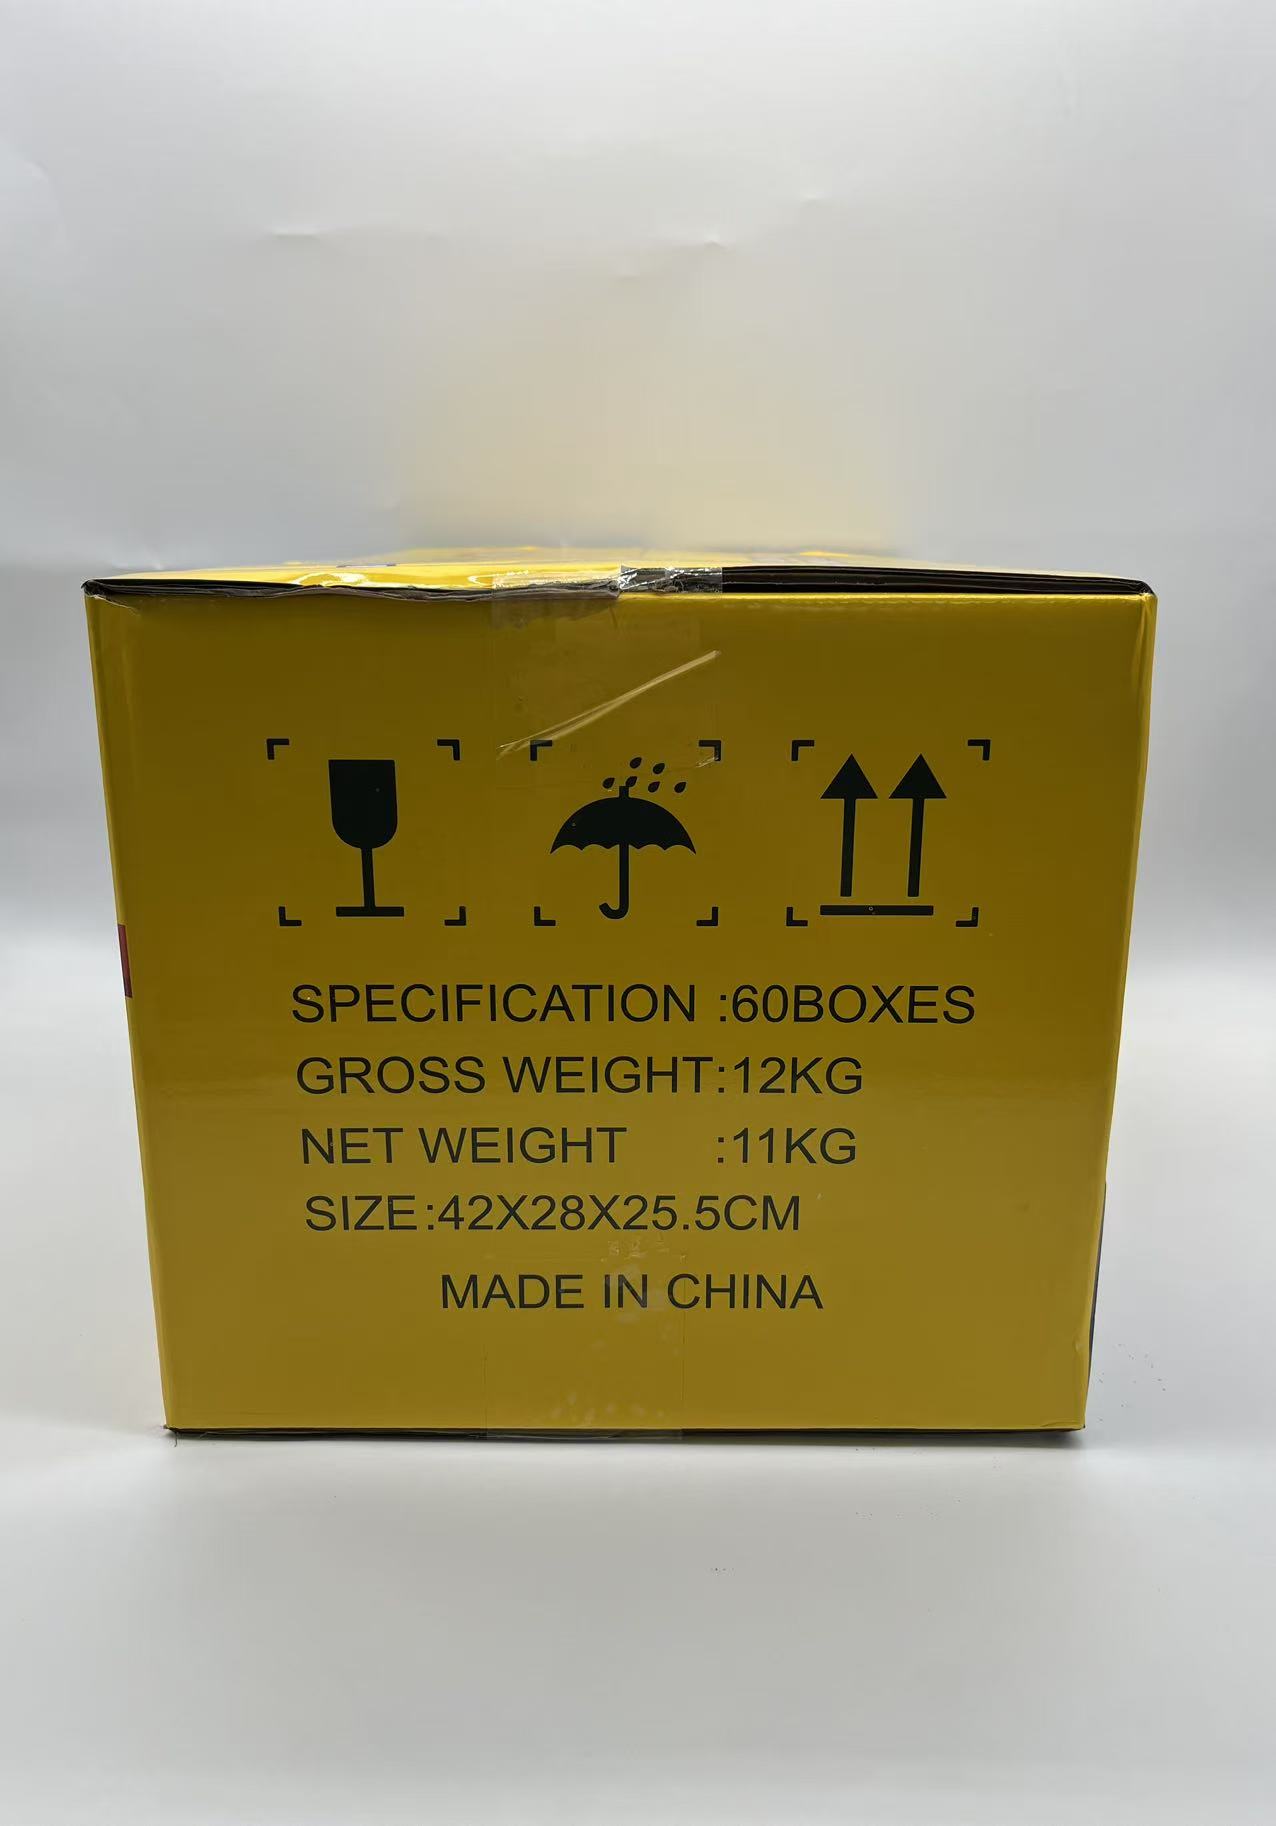 SPECIFICATION :60BOXES
GROSS WEIGHT:12KG
NET WEIGHT :11KG
SIZE:42X28X25.5CM
MADE IN CHINA